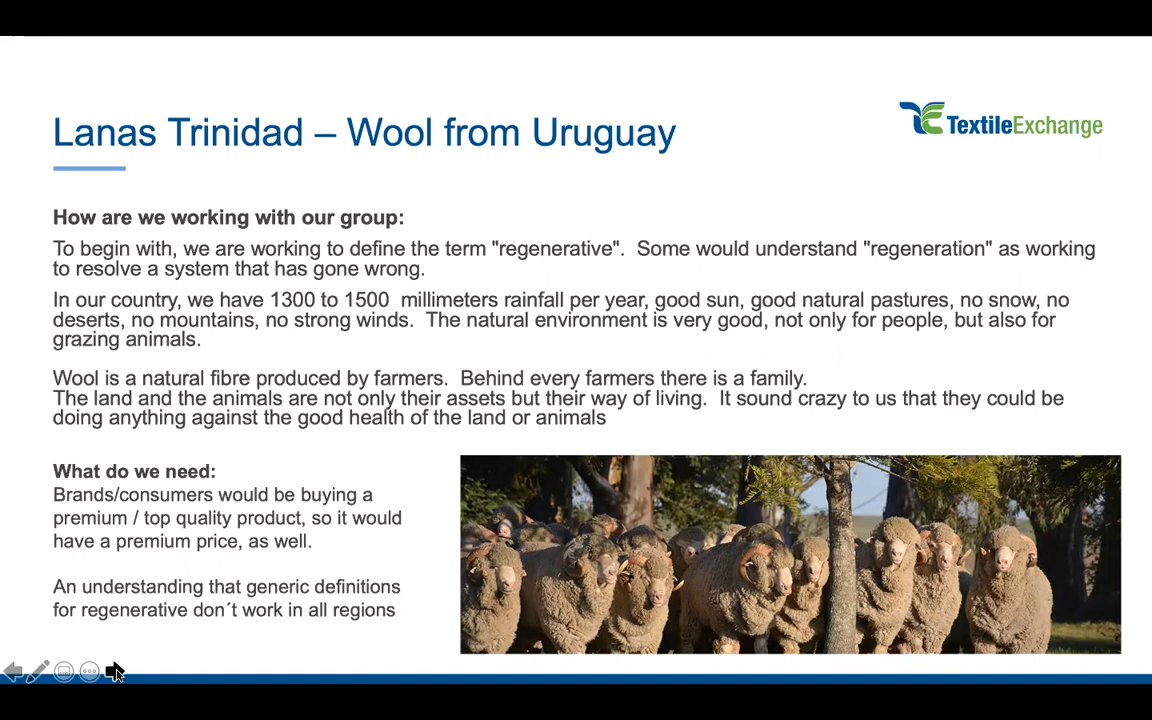 Lanas Trinidad – Wool from Uruguay
TextileExchange
How are we working with our group:
To begin with, we are working to define the term "regenerative".  Some would understand "regeneration" as working
to resolve a system that has gone wrong.
In our country, we have 1300 to 1500  millimeters rainfall per year, good sun, good natural pastures, no snow, no
deserts, no mountains, no strong winds.  The natural environment is very good, not only for people, but also for
grazing animals.
Wool is a natural fibre produced by farmers.  Behind every farmers there is a family.
The land and the animals are not only their assets but their way of living.  It sound crazy to us that they could be
doing anything against the good health of the land or animals
What do we need:
Brands/consumers would be buying a
premium / top quality product, so it would
have a premium price, as well.
An understanding that generic definitions
for regenerative don´t work in all regions